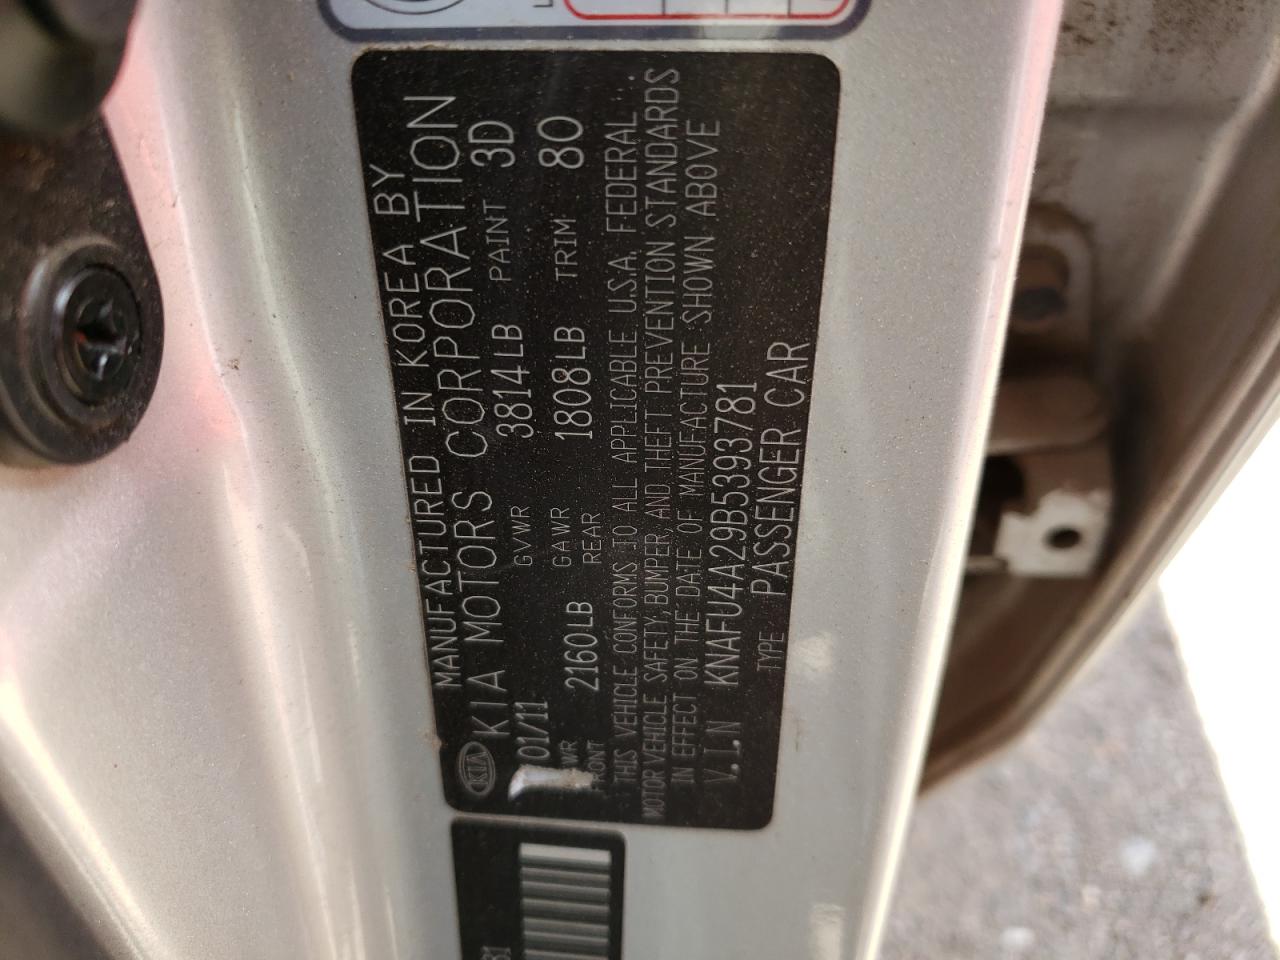 MANUFACTURED IN KOREA BY
KIA KIA MOTORS CORPORATION
01/11 GVWR 3814LB PAINT 3D
2160LB GAWR REAR 1808LB TRIM 80
THIS VEHICLE CONFORMS TO ALL APPLICABLE U.S.A. FEDERAL
MOTOR VEHICLE SAFETY, BUMPER, AND THEFT PREVENTION STANDARDS
IN EFFECT ON THE DATE OF MANUFACTURE SHOWN ABOVE
V.I.N KNAFU4A29B5393781
TYPE PASSENGER CAR